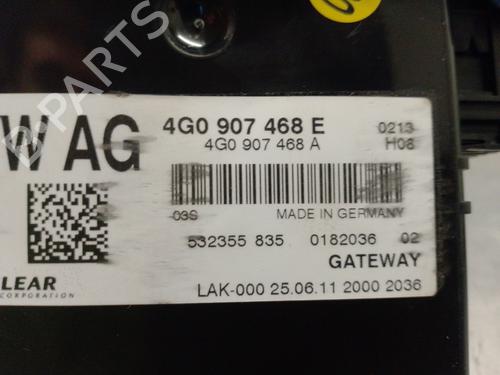 B-PARTS
W AG
4G0 907 468 E 0213
4G0 907 468 A H08
03S MADE IN GERMANY
532355 835 0182036 02
LEAR
CORPORATION
GATEWAY
LAK-000 25.06.11 2000 2036